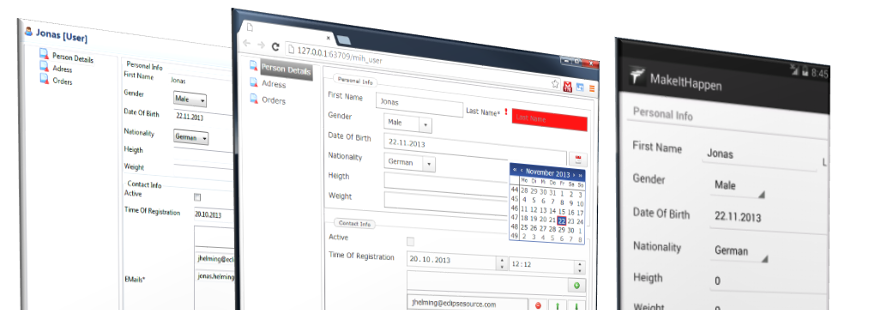 Jonas [User]
Person Details
Adress
Orders
Personal Info
First Name Jonas
Gender Male
Date Of Birth 22.11.2013
Nationality German
Heigth
Weight
Contact Info
Active
Time Of Registration 20.10.2013
jhelming@ecl
EMails* jonas.helming
127.0.0.1:63709/mih_user
Person Details
Adress
Orders
Personal Info
First Name Jonas Last Name* Last Name
Gender Male
Date Of Birth 22.11.2013
Nationality German
Heigth
Weight
« ‹ November 2013 › »
Mo Di Mi Do Fr Sa So
44 28 29 30 31 1 2 3
45 4 5 6 7 8 9 10
46 11 12 13 14 15 16 17
47 18 19 20 21 22 23 24
48 25 26 27 28 29 30 1
49 2 3 4 5 6 7 8
Contact Info
Active
Time Of Registration 20.10.2013 12:12
jhelming@eclipsesource.com
8:45
MakeItHappen
Personal Info
First Name Jonas L
Gender Male
Date Of Birth 22.11.2013
Nationality German
Heigth 0
Weight 0